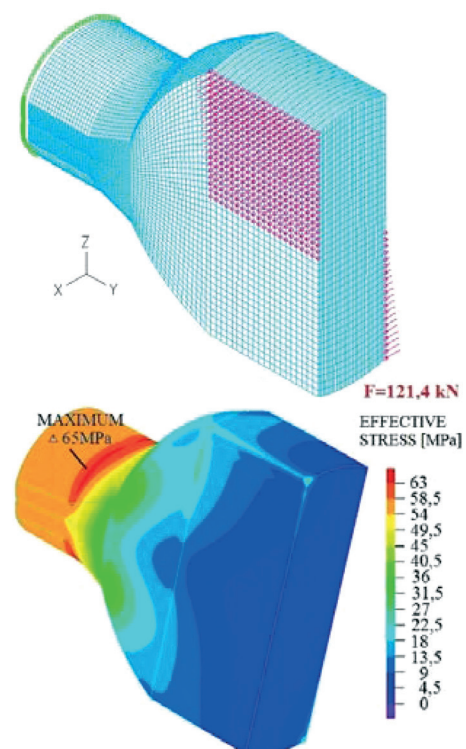 Z
X
Y
F=121,4 kN
MAXIMUM
△ 65MPa
EFFECTIVE
STRESS [MPa]
63
58,5
54
49,5
45
40,5
36
31,5
27
22,5
18
13,5
9
4,5
0